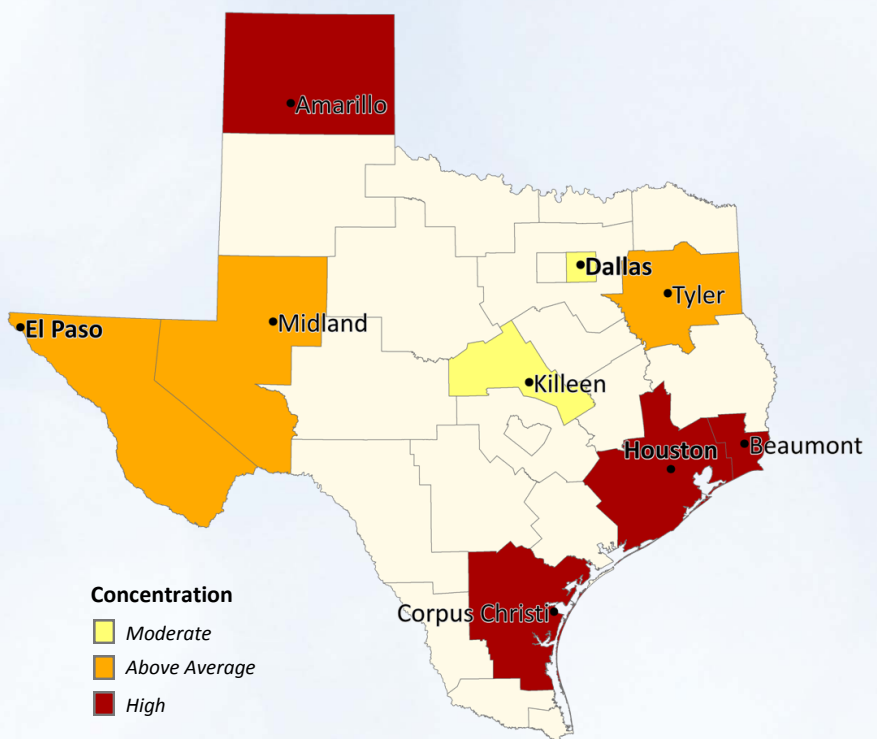 Amarillo
Dallas
Tyler
El Paso
Midland
Killeen
Houston
Beaumont
Corpus Christi
Concentration
Moderate
Above Average
High